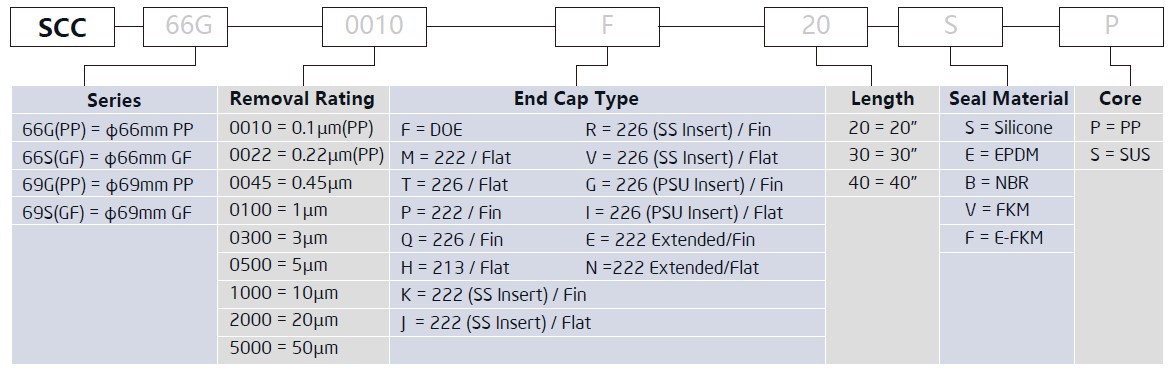 SCC 66G 0010 F 20 S P
Series Removal Rating End Cap Type Length Seal Material Core
66G(PP) = φ66mm PP 0010 = 0.1μm(PP) F = DOE R = 226 (SS Insert) / Fin 20 = 20” S = Silicone P = PP
66S(GF) = φ66mm GF 0022 = 0.22μm(PP) M = 222 / Flat V = 226 (SS Insert) / Flat 30 = 30” E = EPDM S = SUS
69G(PP) = φ69mm PP 0045 = 0.45μm T = 226 / Flat G = 226 (PSU Insert) / Fin 40 = 40” B = NBR
69S(GF) = φ69mm GF 0100 = 1μm P = 222 / Fin I = 226 (PSU Insert) / Flat V = FKM
0300 = 3μm Q = 226 / Fin E = 222 Extended/Fin F = E-FKM
0500 = 5μm H = 213 / Flat N =222 Extended/Flat
1000 = 10μm K = 222 (SS Insert) / Fin
2000 = 20μm J = 222 (SS Insert) / Flat
5000 = 50μm